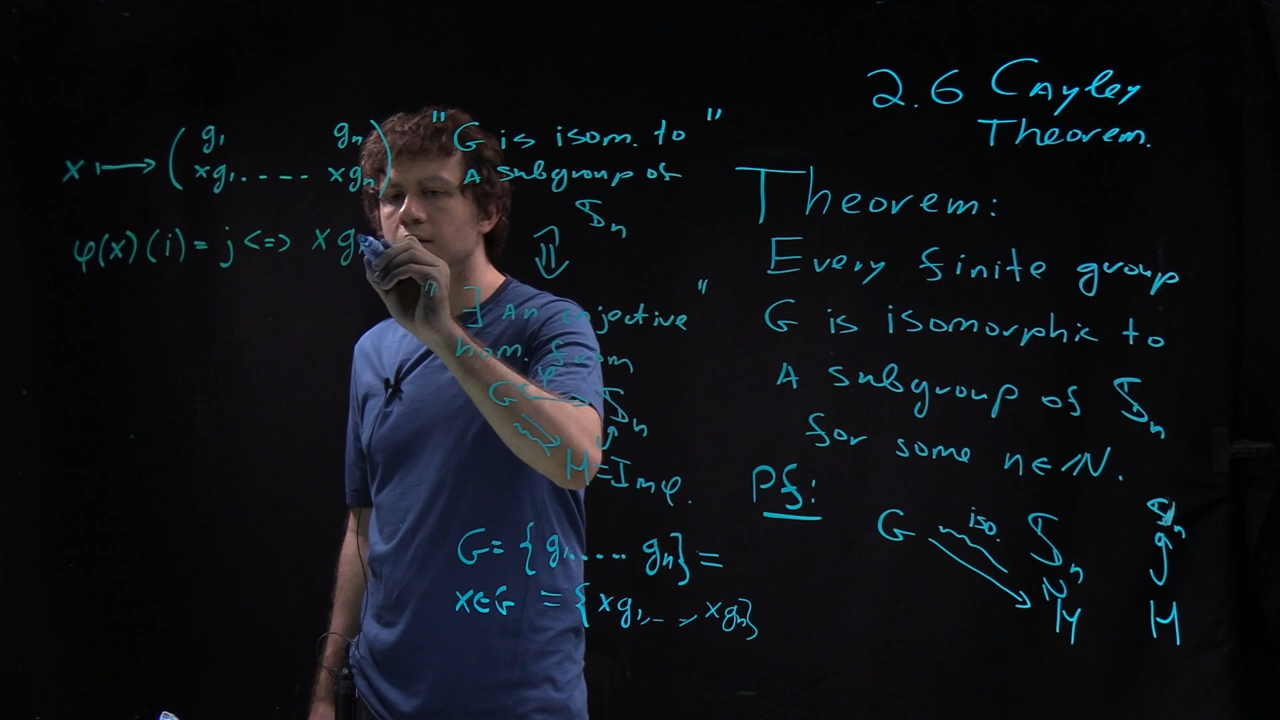 2.6 Cayley
Theorem.
Theorem:
Every finite group
G is isomorphic to
A subgroup of 𝕊n
for some n∈ℕ.
Pf:
G iso. 𝕊n
H
𝕊n
H
x ⟼ ( g1 gn
xg1 . . . . . xgn )
φ(x)(i) = j <=> x g
"G is isom. to "
A subgroup of
𝕊n
⇕
"∃ An injective "
hom. from
G φ 𝕊n
H = Im φ.
G = {g1, .... gn} =
x∈G = {xg1, .. , xgn}